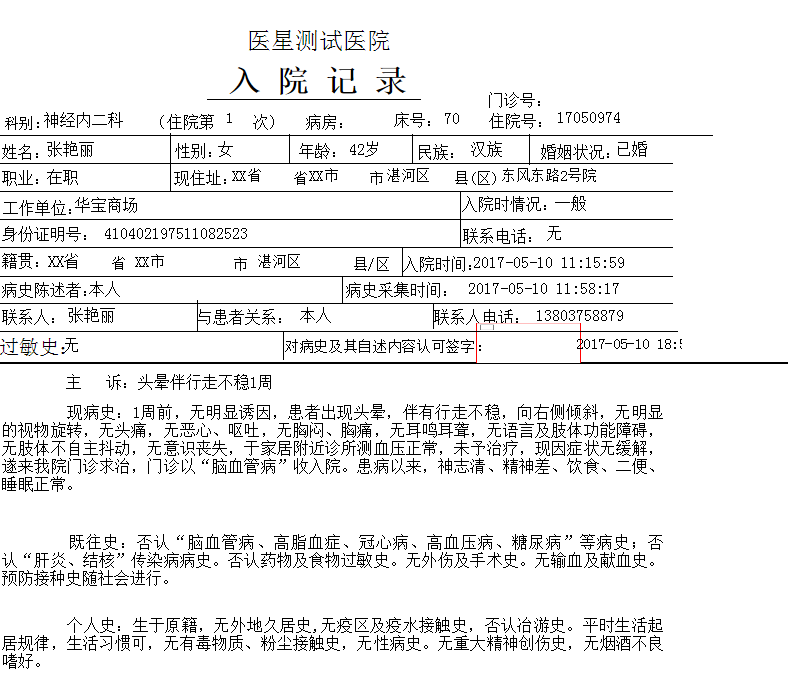 医星测试医院
入 院 记 录
门诊号:
科别:神经内二科 (住院第 1 次) 病房: 床号: 70 住院号: 17050974
姓名:张艳丽 性别:女 年龄: 42岁 民族: 汉族 婚姻状况:已婚
职业:在职 现住址:XX省 省XX市 市 湛河区 县(区)东风东路2号院
工作单位:华宝商场 入院时情况:一般
身份证明号: 410402197511082523 联系电话: 无
籍贯:XX省 省 XX市 市 湛河区 县/区 入院时间:2017-05-10 11:15:59
病史陈述者:本人 病史采集时间: 2017-05-10 11:58:17
联系人: 张艳丽 与患者关系: 本人 联系人电话: 13803758879
过敏史:无 对病史及其自述内容认可签字: 2017-05-10 18:5
主 诉:头晕伴行走不稳1周
现病史:1周前,无明显诱因,患者出现头晕,伴有行走不稳,向右侧倾斜,无明显
的视物旋转,无头痛,无恶心、呕吐,无胸闷、胸痛,无耳鸣耳聋,无语言及肢体功能障碍,
无肢体不自主抖动,无意识丧失,于家居附近诊所测血压正常,未予治疗,现因症状无缓解,
遂来我院门诊求治,门诊以“脑血管病”收入院。患病以来,神志清、精神差、饮食、二便、
睡眠正常。
既往史:否认“脑血管病、高脂血症、冠心病、高血压病、糖尿病”等病史;否
认“肝炎、结核”传染病病史。否认药物及食物过敏史。无外伤及手术史。无输血及献血史。
预防接种史随社会进行。
个人史:生于原籍,无外地久居史,无疫区及疫水接触史,否认冶游史。平时生活起
居规律,生活习惯可,无有毒物质、粉尘接触史,无性病史。无重大精神创伤史,无烟酒不良
嗜好。